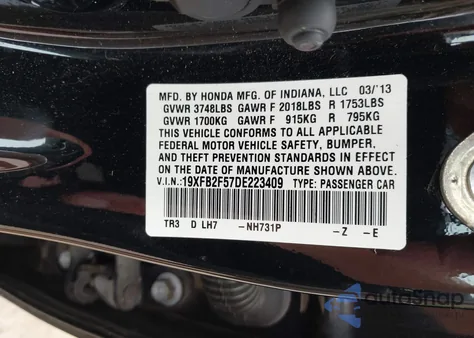 MFD. BY HONDA MFG. OF INDIANA, LLC 03/'13
GVWR 3748LBS GAWR F 2018LBS R 1753LBS
GVWR 1700KG GAWR F 915KG R 795KG
THIS VEHICLE CONFORMS TO ALL APPLICABLE
FEDERAL MOTOR VEHICLE SAFETY, BUMPER,
AND THEFT PREVENTION STANDARDS IN EFFECT
ON THE DATE OF MANUFACTURE SHOWN ABOVE.
V.I.N.: 19XFB2F57DE223409 TYPE: PASSENGER CAR
TR3 D LH7 -NH731P -Z -E
autoSnap